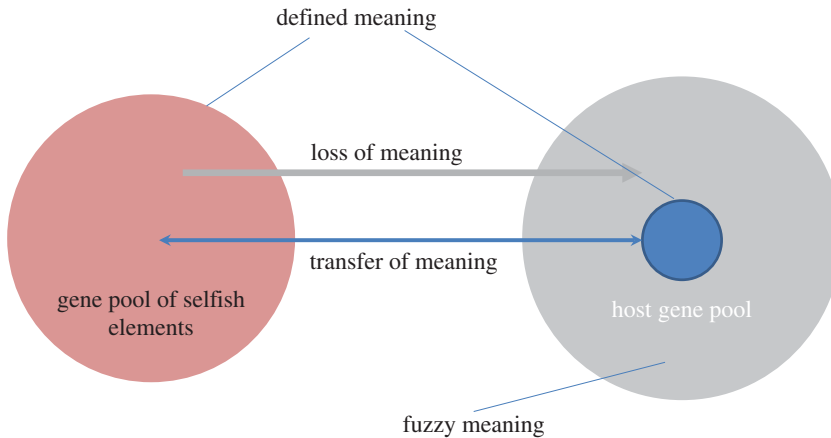 defined meaning
loss of meaning
transfer of meaning
gene pool of selfish
elements
host gene pool
fuzzy meaning